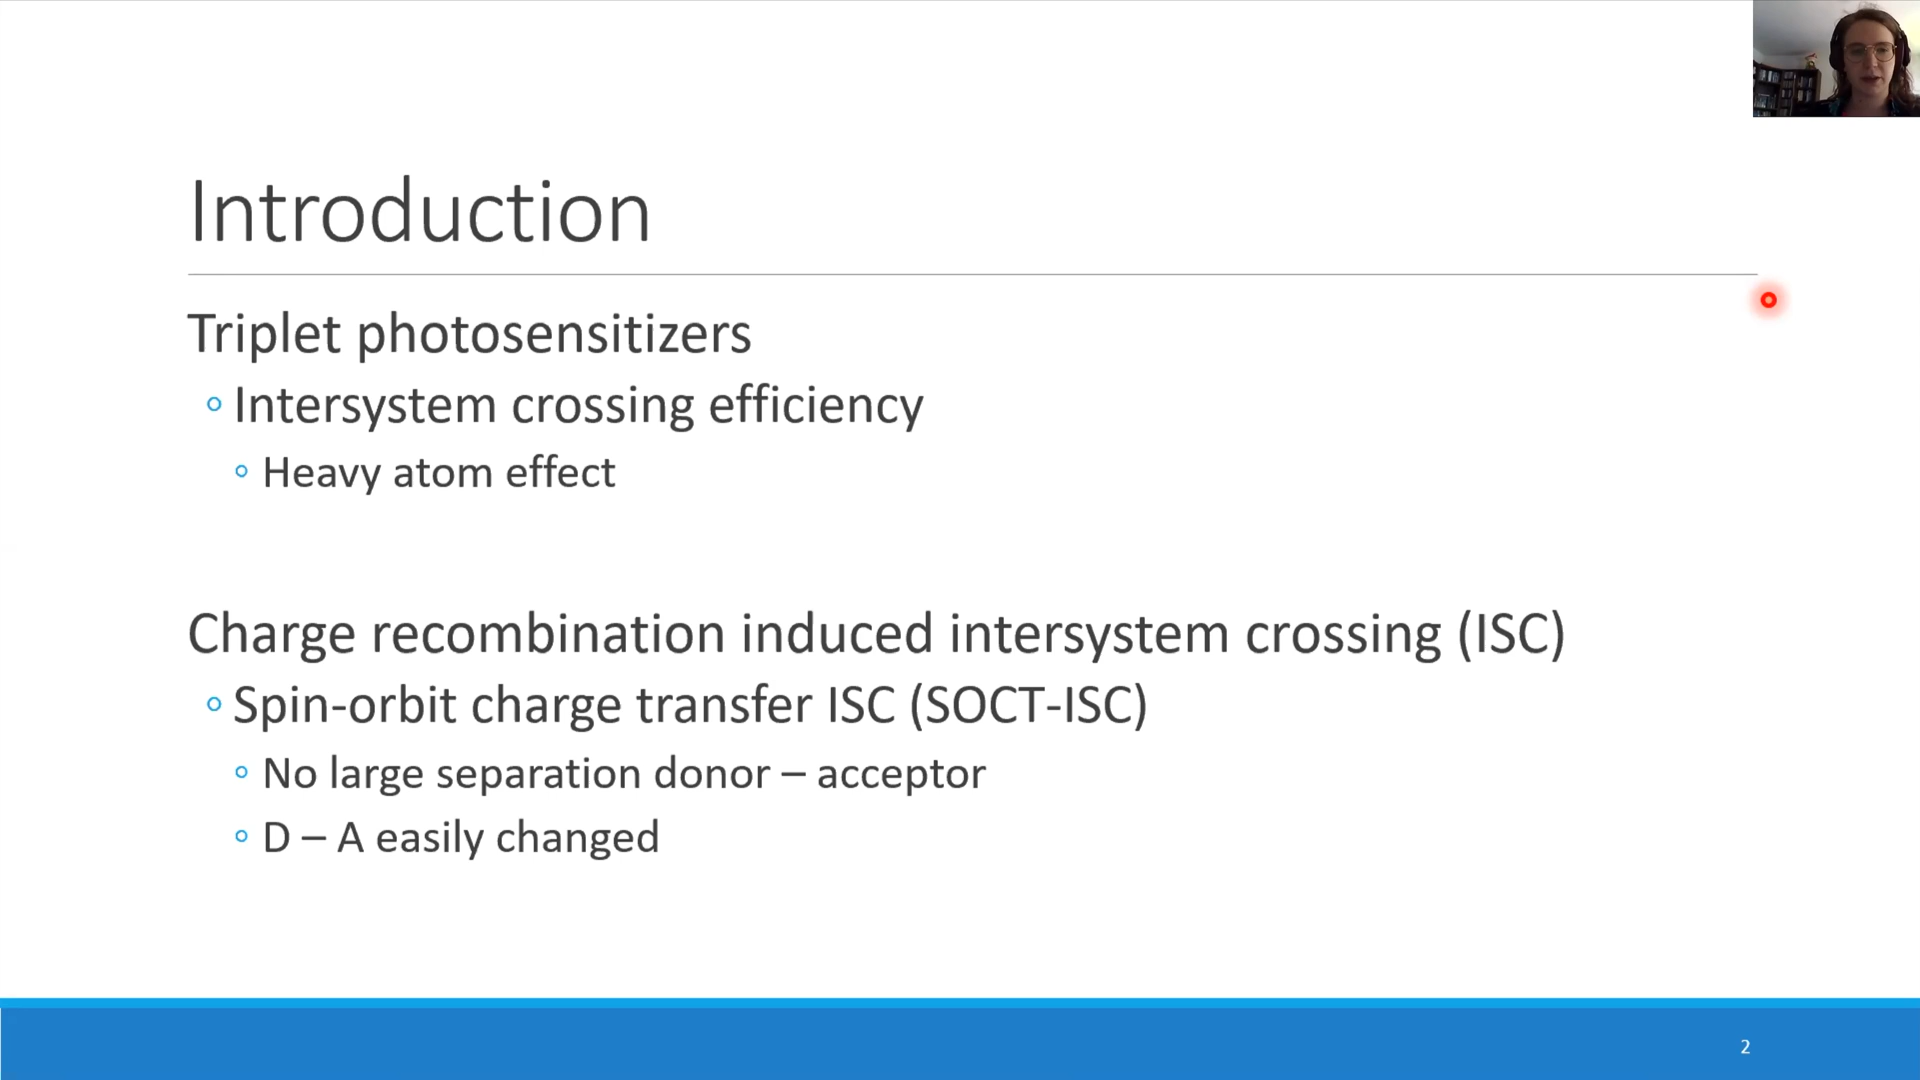 Introduction
Triplet photosensitizers
Intersystem crossing efficiency
Heavy atom effect
Charge recombination induced intersystem crossing (ISC)
Spin-orbit charge transfer ISC (SOCT-ISC)
No large separation donor – acceptor
D – A easily changed
2